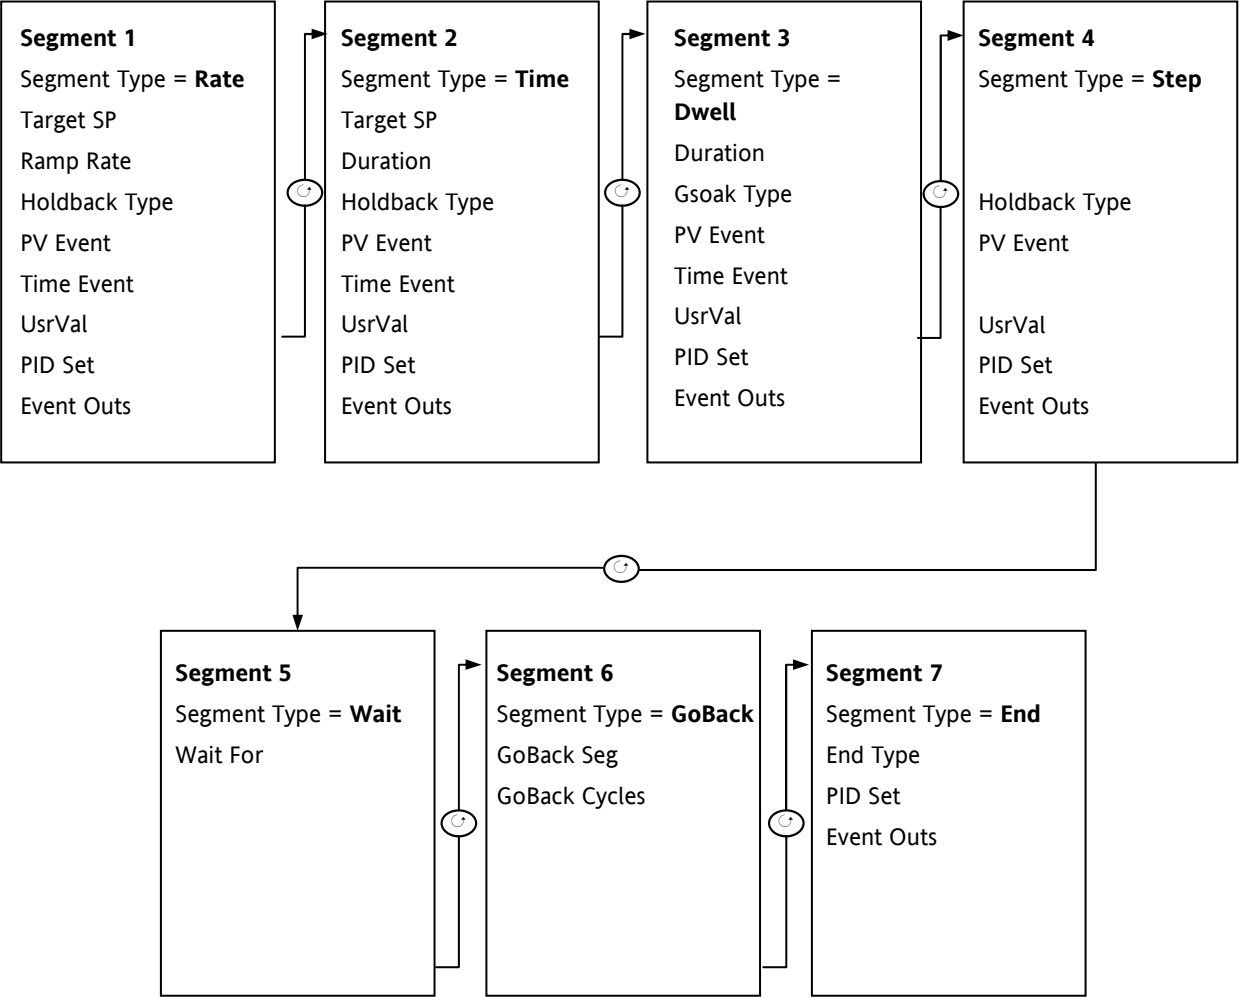 Segment 1
Segment Type = Rate
Target SP
Ramp Rate
Holdback Type
PV Event
Time Event
UsrVal
PID Set
Event Outs
Segment 2
Segment Type = Time
Target SP
Duration
Holdback Type
PV Event
Time Event
UsrVal
PID Set
Event Outs
Segment 3
Segment Type =
Dwell
Duration
Gsoak Type
PV Event
Time Event
UsrVal
PID Set
Event Outs
Segment 4
Segment Type = Step
Holdback Type
PV Event
UsrVal
PID Set
Event Outs
Segment 5
Segment Type = Wait
Wait For
Segment 6
Segment Type = GoBack
GoBack Seg
GoBack Cycles
Segment 7
Segment Type = End
End Type
PID Set
Event Outs